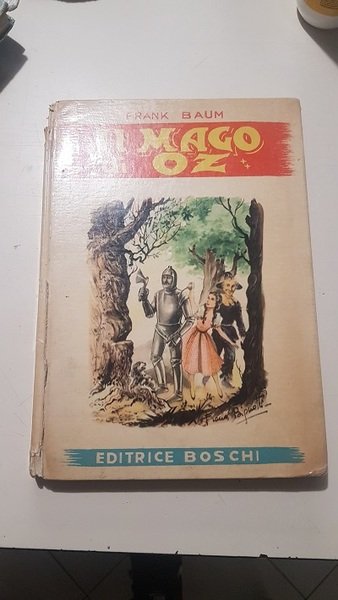 FRANK BAUM
IL MAGO
DI OZ
EDITRICE BOSCHI